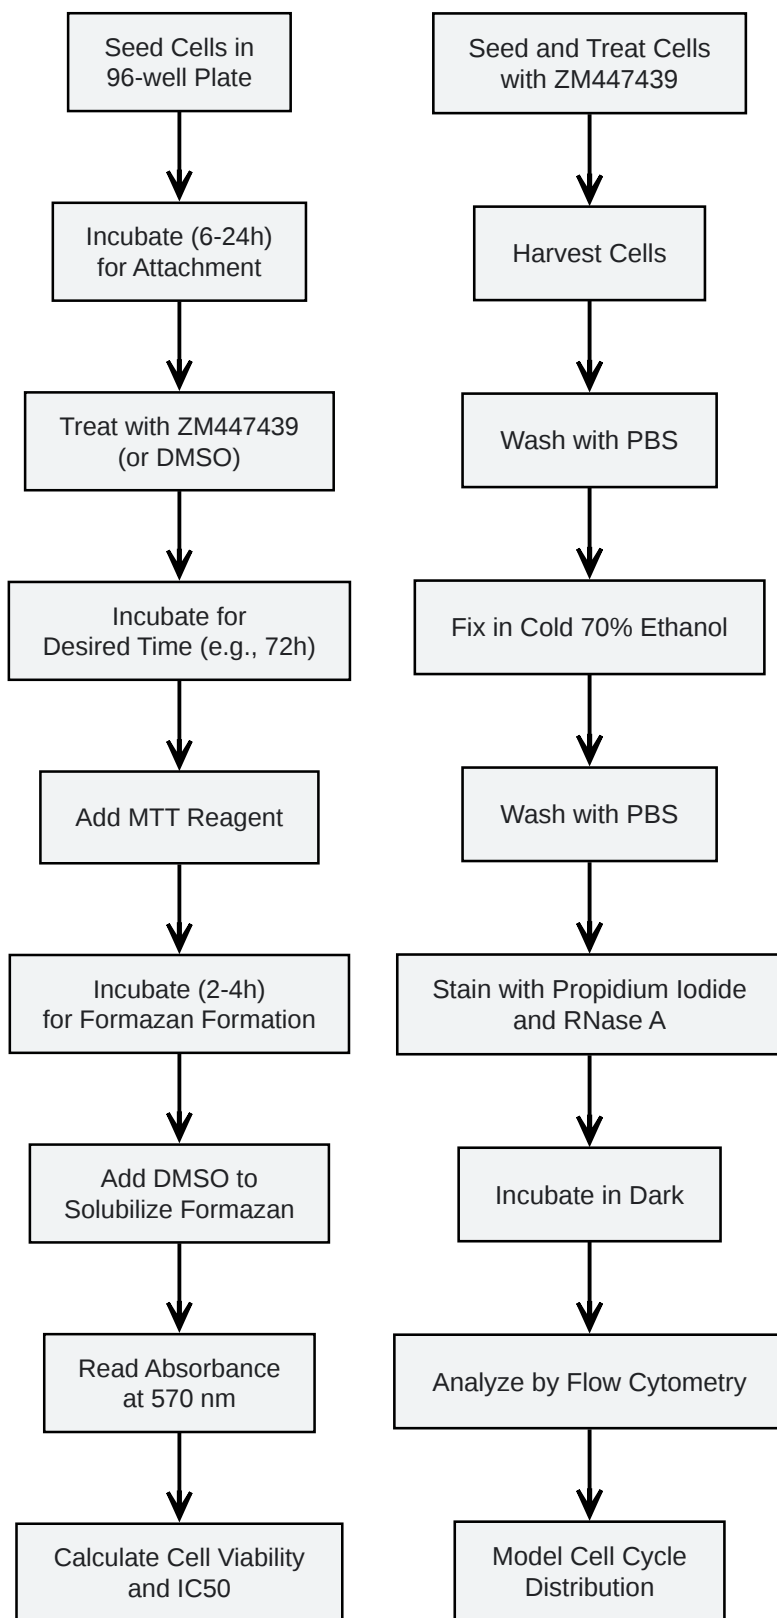 Seed Cells in
96-well Plate
Incubate (6-24h)
for Attachment
Treat with ZM447439
(or DMSO)
Incubate for
Desired Time (e.g., 72h)
Add MTT Reagent
Incubate (2-4h)
for Formazan Formation
Add DMSO to
Solubilize Formazan
Read Absorbance
at 570 nm
Calculate Cell Viability
and IC50
Seed and Treat Cells
with ZM447439
Harvest Cells
Wash with PBS
Fix in Cold 70% Ethanol
Wash with PBS
Stain with Propidium Iodide
and RNase A
Incubate in Dark
Analyze by Flow Cytometry
Model Cell Cycle
Distribution